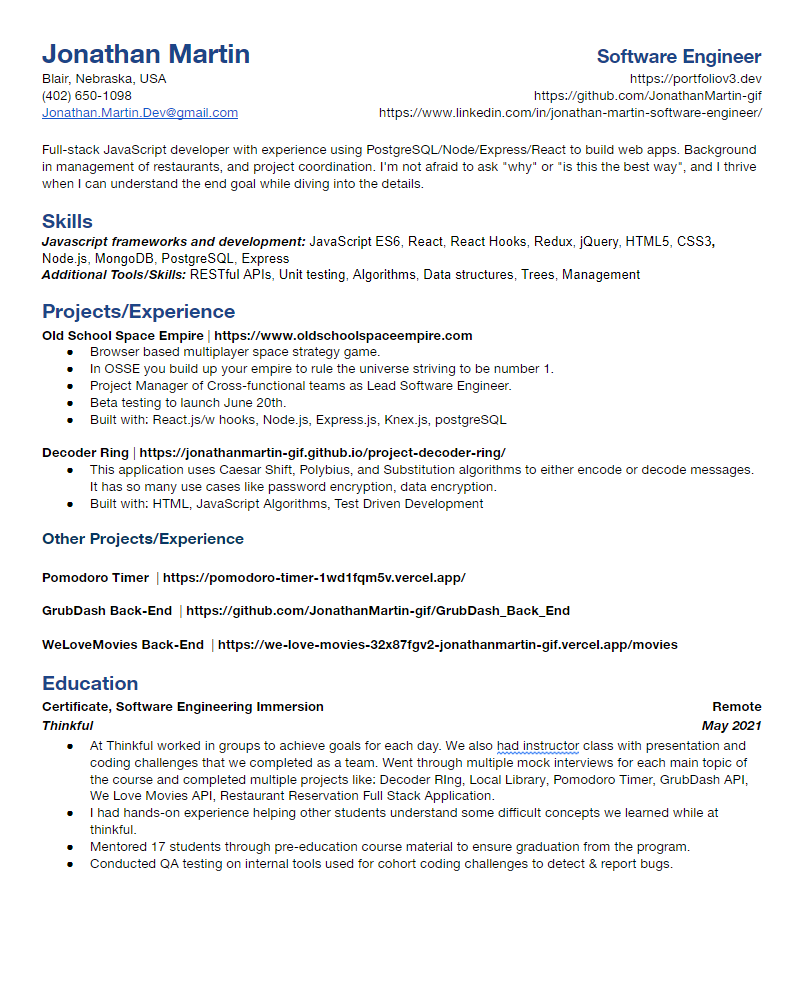 Jonathan Martin
Software Engineer
Blair, Nebraska, USA
https://portfoliov3.dev
(402) 650-1098
https://github.com/JonathanMartin-gif
Jonathan.Martin.Dev@gmail.com
https://www.linkedin.com/in/jonathan-martin-software-engineer/
Full-stack JavaScript developer with experience using PostgreSQL/Node/Express/React to build web apps. Background
in management of restaurants, and project coordination. I'm not afraid to ask "why" or "is this the best way", and I thrive
when I can understand the end goal while diving into the details.
Skills
Javascript frameworks and development: JavaScript ES6, React, React Hooks, Redux, jQuery, HTML5, CSS3,
Node.js, MongoDB, PostgreSQL, Express
Additional Tools/Skills: RESTful APIs, Unit testing, Algorithms, Data structures, Trees, Management
Projects/Experience
Old School Space Empire | https://www.oldschoolspaceempire.com
● Browser based multiplayer space strategy game.
● In OSSE you build up your empire to rule the universe striving to be number 1.
● Project Manager of Cross-functional teams as Lead Software Engineer.
● Beta testing to launch June 20th.
● Built with: React.js/w hooks, Node.js, Express.js, Knex.js, postgreSQL
Decoder Ring | https://jonathanmartin-gif.github.io/project-decoder-ring/
● This application uses Caesar Shift, Polybius, and Substitution algorithms to either encode or decode messages.
It has so many use cases like password encryption, data encryption.
● Built with: HTML, JavaScript Algorithms, Test Driven Development
Other Projects/Experience
Pomodoro Timer | https://pomodoro-timer-1wd1fqm5v.vercel.app/
GrubDash Back-End | https://github.com/JonathanMartin-gif/GrubDash_Back_End
WeLoveMovies Back-End | https://we-love-movies-32x87fgv2-jonathanmartin-gif.vercel.app/movies
Education
Certificate, Software Engineering Immersion
Remote
Thinkful
May 2021
● At Thinkful worked in groups to achieve goals for each day. We also had instructor class with presentation and
coding challenges that we completed as a team. Went through multiple mock interviews for each main topic of
the course and completed multiple projects like: Decoder RIng, Local Library, Pomodoro Timer, GrubDash API,
We Love Movies API, Restaurant Reservation Full Stack Application.
● I had hands-on experience helping other students understand some difficult concepts we learned while at
thinkful.
● Mentored 17 students through pre-education course material to ensure graduation from the program.
● Conducted QA testing on internal tools used for cohort coding challenges to detect & report bugs.